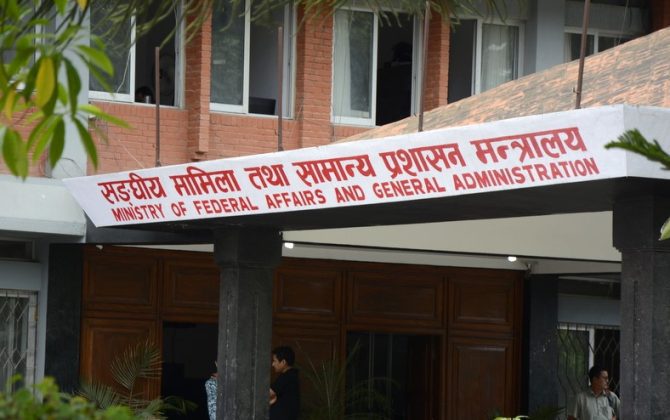 सङ्घीय मामिला तथा सामान्य प्रशासन मन्त्रालय
MINISTRY OF FEDERAL AFFAIRS AND GENERAL ADMINISTRATION